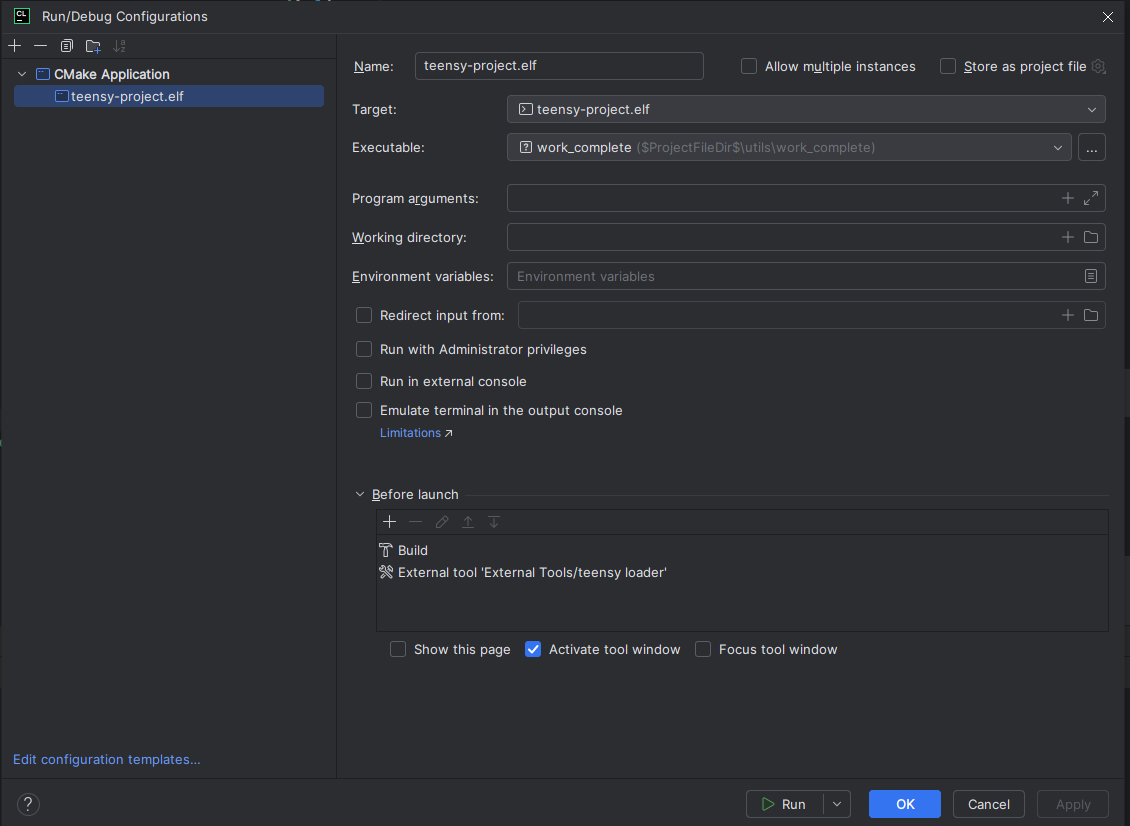 CL
Run/Debug Configurations
CMake Application
teensy-project.elf
Name: teensy-project.elf Allow multiple instances Store as project file
Target: teensy-project.elf
Executable: work_complete ($ProjectFileDir$\utils\work_complete) ...
Program arguments:
Working directory:
Environment variables: Environment variables
Redirect input from:
Run with Administrator privileges
Run in external console
Emulate terminal in the output console
Limitations
Before launch
Build
External tool 'External Tools/teensy loader'
Show this page Activate tool window Focus tool window
Edit configuration templates...
? Run OK Cancel Apply